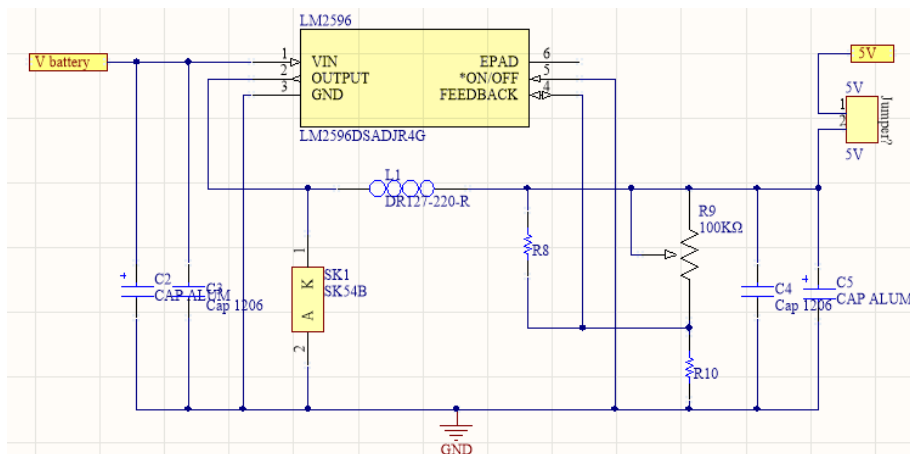 LM2596
V battery
1
2
3
VIN
OUTPUT
GND
EPAD
*ON/OFF
FEEDBACK
6
5
4
LM2596DSADJR4G
5V
5V
1
2
Jumper?
5V
L1
DR127-220-R
R8
R9
100KΩ
+
C2
CAP ALUM
C3
Cap 1206
1
K
A
2
SK1
SK54B
C4
Cap 1206
+
C5
CAP ALUM
R10
GND